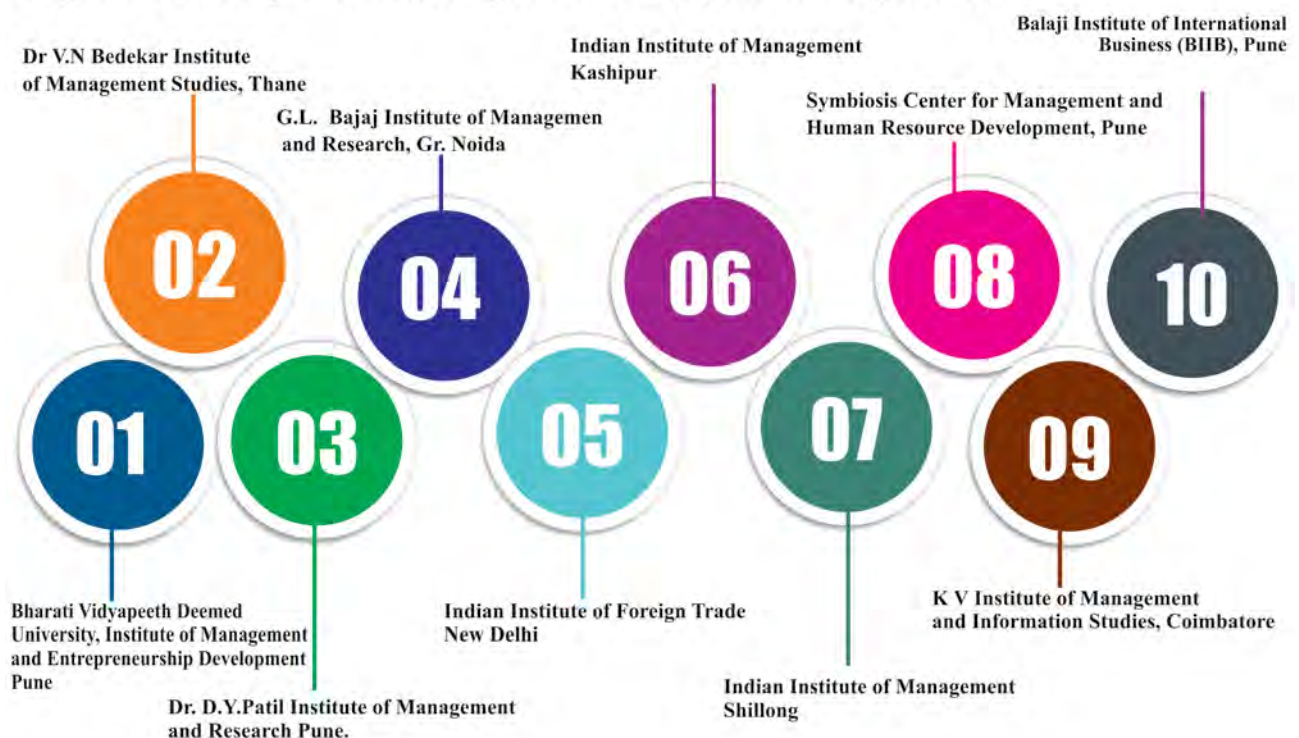 01
Bharati Vidyapeeth Deemed
University, Institute of Management
and Entrepreneurship Development
Pune
02
Dr V.N Bedekar Institute
of Management Studies, Thane
03
Dr. D.Y.Patil Institute of Management
and Research Pune.
04
G.L. Bajaj Institute of Managemen
and Research, Gr. Noida
05
Indian Institute of Foreign Trade
New Delhi
06
Indian Institute of Management
Kashipur
07
Indian Institute of Management
Shillong
08
Symbiosis Center for Management and
Human Resource Development, Pune
09
K V Institute of Management
and Information Studies, Coimbatore
10
Balaji Institute of International
Business (BIIB), Pune